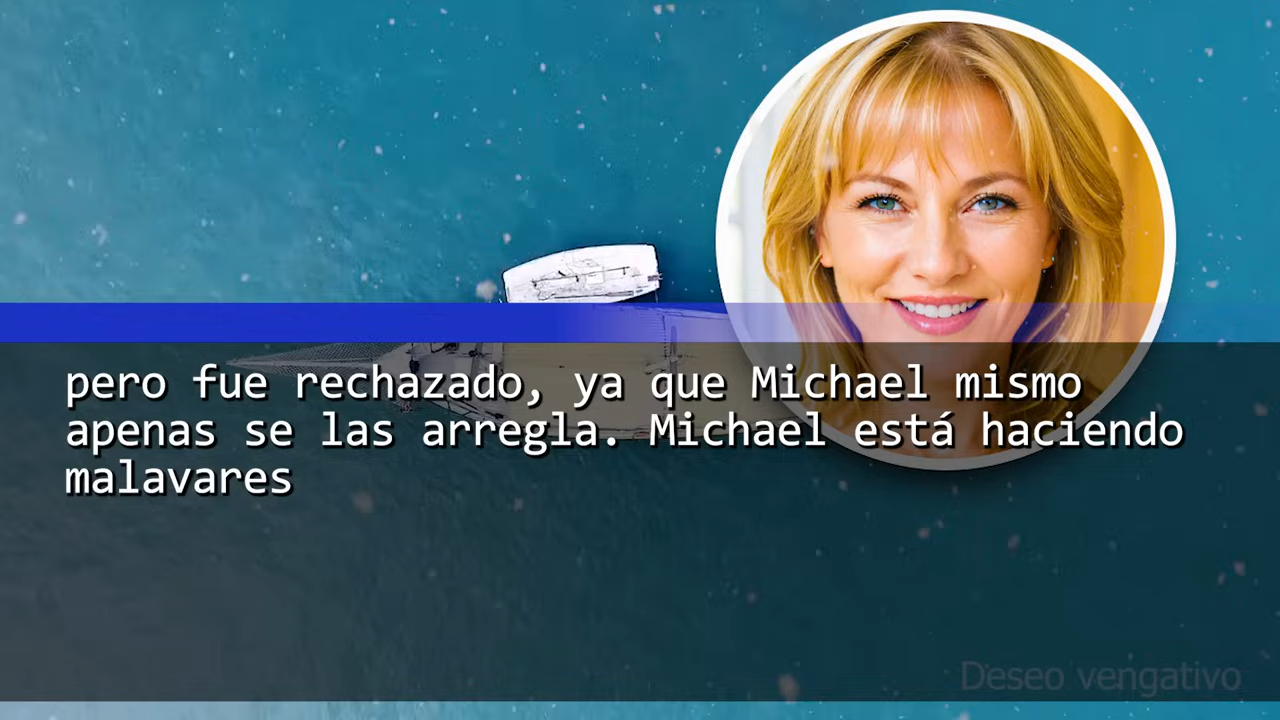 pero fue rechazado, ya que Michael mismo
apenas se las arregla. Michael está haciendo
malavares
Deseo vengativo